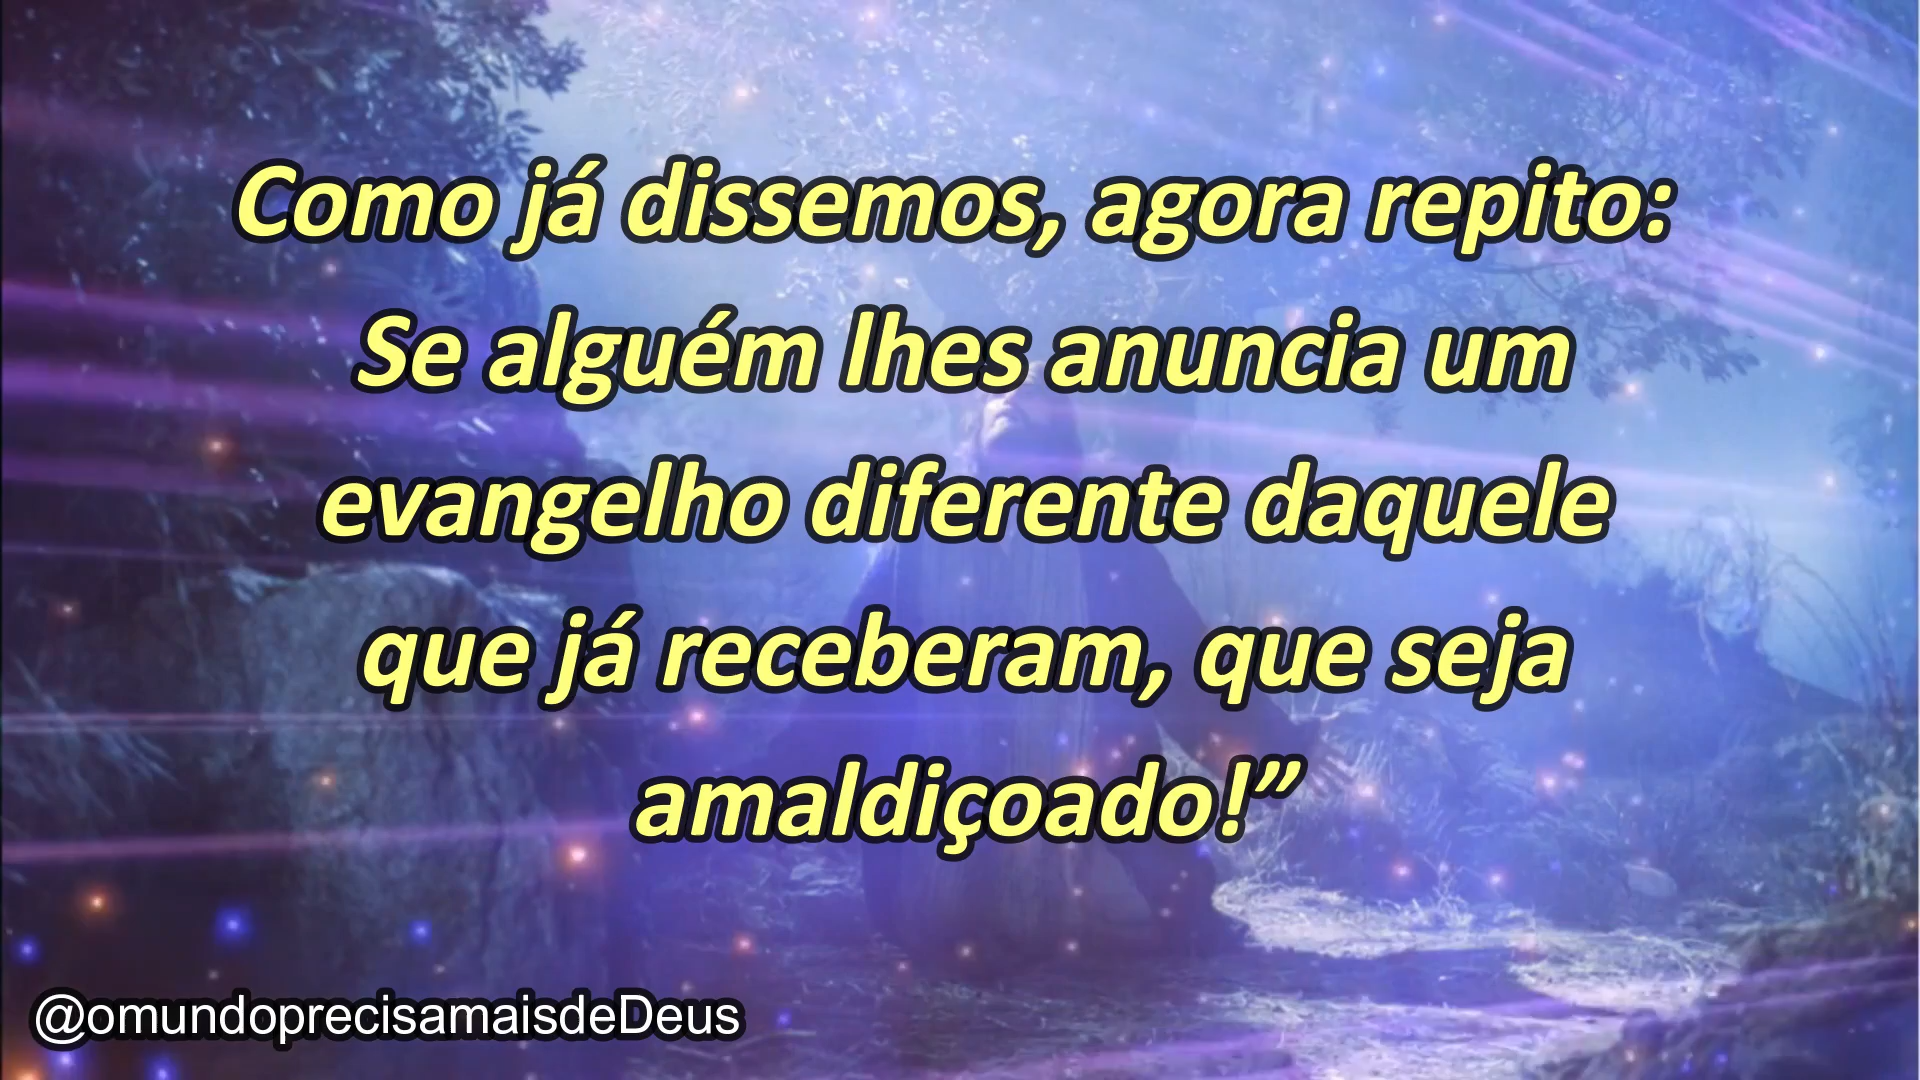 Como já dissemos, agora repito:
Se alguém lhes anuncia um
evangelho diferente daquele
que já receberam, que seja
amaldiçoado!”
@omundoprecisamaisdeDeus